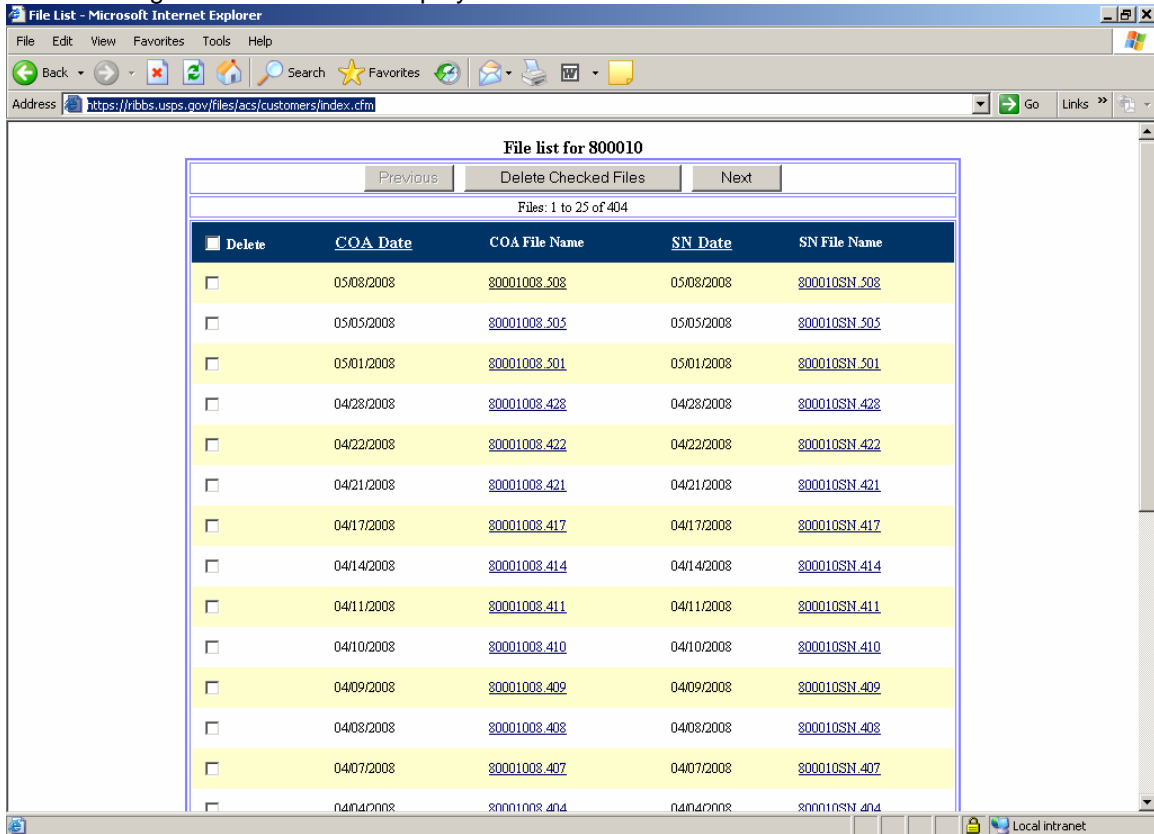 File List - Microsoft Internet Explorer
File Edit View Favorites Tools Help
Back Search Favorites
Address https://ribbs.usps.gov/files/acs/customers/index.cfm Go Links »
File list for 800010
Previous Delete Checked Files Next
Files: 1 to 25 of 404
Delete COA Date COA File Name SN Date SN File Name
05/08/2008 80001008.508 05/08/2008 800010SN.508
05/05/2008 80001008.505 05/05/2008 800010SN.505
05/01/2008 80001008.501 05/01/2008 800010SN.501
04/28/2008 80001008.428 04/28/2008 800010SN.428
04/22/2008 80001008.422 04/22/2008 800010SN.422
04/21/2008 80001008.421 04/21/2008 800010SN.421
04/17/2008 80001008.417 04/17/2008 800010SN.417
04/14/2008 80001008.414 04/14/2008 800010SN.414
04/11/2008 80001008.411 04/11/2008 800010SN.411
04/10/2008 80001008.410 04/10/2008 800010SN.410
04/09/2008 80001008.409 04/09/2008 800010SN.409
04/08/2008 80001008.408 04/08/2008 800010SN.408
04/07/2008 80001008.407 04/07/2008 800010SN.407
04/04/2008 80001008.404 04/04/2008 800010SN.404
Local intranet